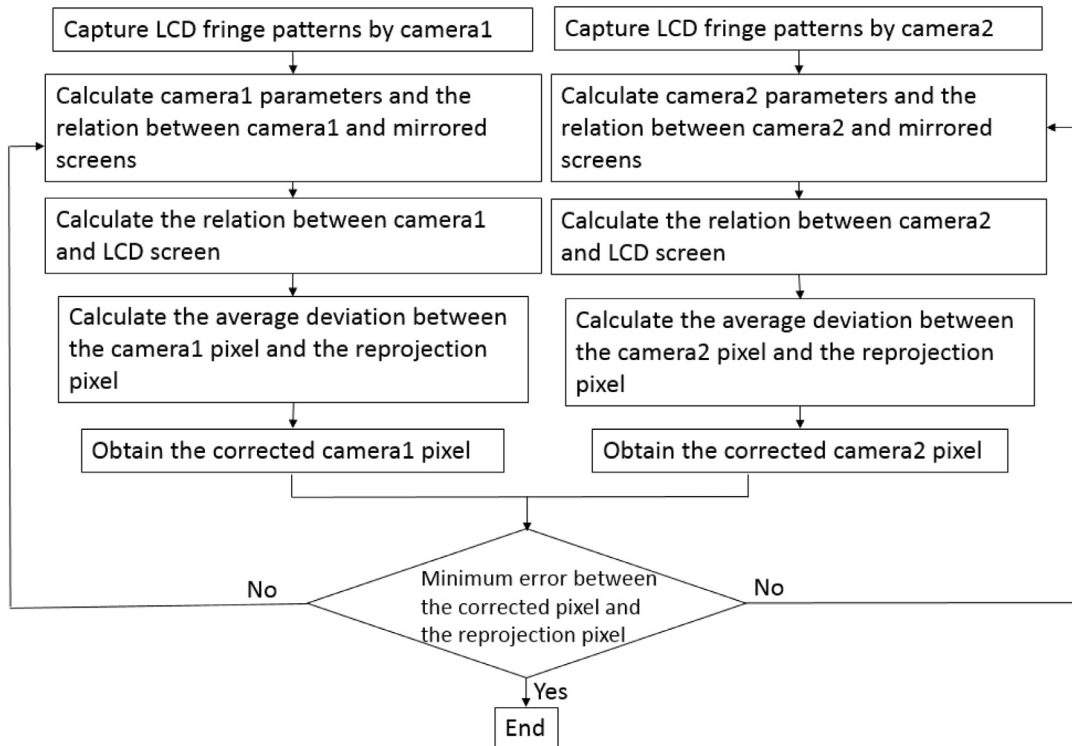 Capture LCD fringe patterns by camera1
Calculate camera1 parameters and the
relation between camera1 and mirrored
screens
Calculate the relation between camera1
and LCD screen
Calculate the average deviation between
the camera1 pixel and the reprojection
pixel
Obtain the corrected camera1 pixel
Capture LCD fringe patterns by camera2
Calculate camera2 parameters and the
relation between camera2 and mirrored
screens
Calculate the relation between camera2
and LCD screen
Calculate the average deviation between
the camera2 pixel and the reprojection
pixel
Obtain the corrected camera2 pixel
No
Minimum error between
the corrected pixel and
the reprojection pixel
No
Yes
End